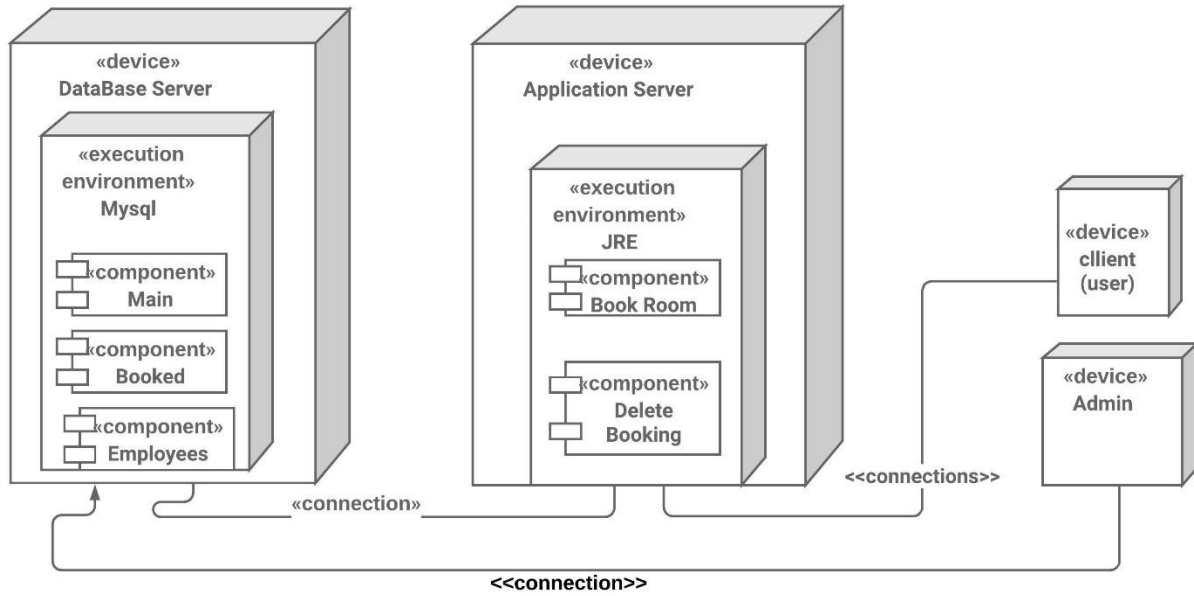 «device»
DataBase Server
«execution
environment»
Mysql
«component»
Main
«component»
Booked
«component»
Employees
«device»
Application Server
«execution
environment»
JRE
«component»
Book Room
«component»
Delete
Booking
«device»
cllient
(user)
«device»
Admin
<<connections>>
«connection»
<<connection>>